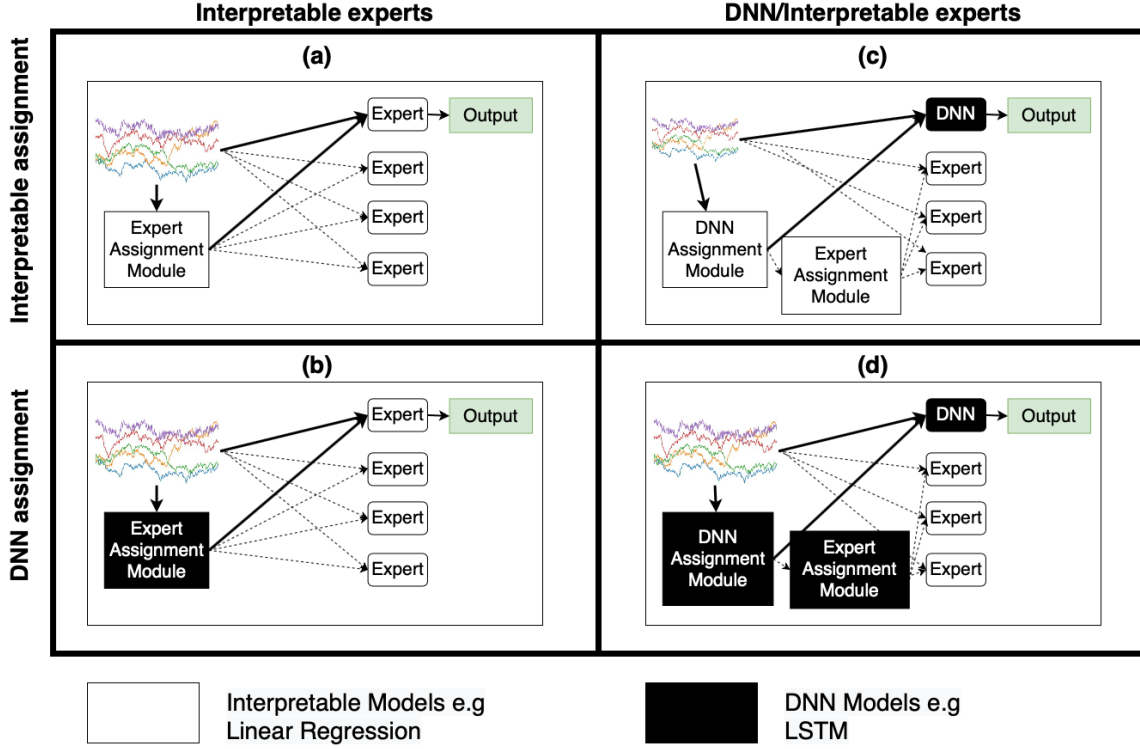 Interpretable experts
DNN/Interpretable experts
Interpretable assignment
(a)
Expert
Output
Expert
Expert
Expert
Expert
Assignment
Module
(c)
DNN
Output
Expert
Expert
Expert
DNN
Assignment
Module
Expert
Assignment
Module
DNN assignment
(b)
Expert
Output
Expert
Expert
Expert
Expert
Assignment
Module
(d)
DNN
Output
Expert
Expert
Expert
DNN
Assignment
Module
Expert
Assignment
Module
Interpretable Models e.g
Linear Regression
DNN Models e.g
LSTM